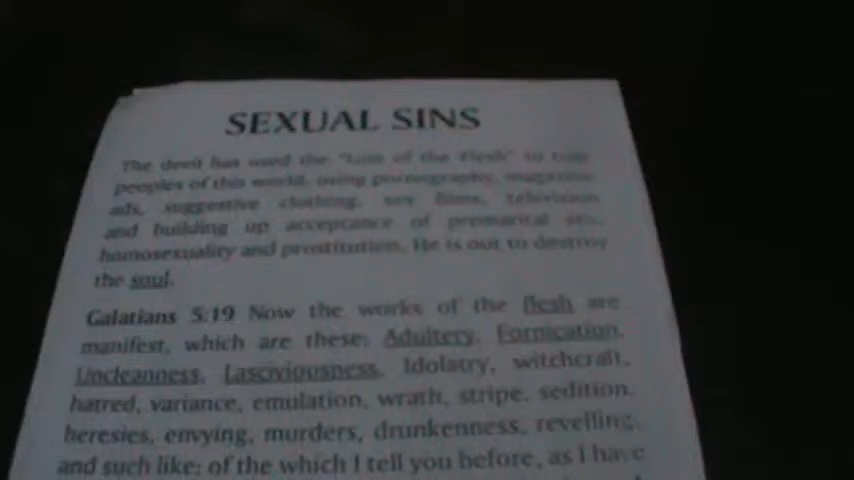 SEXUAL SINS
The devil has used the "Lust of the Flesh" to
peoples of this world, using pornography, magazine
ads, suggestive clothing, sex films, television
and building up acceptance of premarital sex,
homosexuality and prostitution. He is out to destroy
the soul.
Galatians 5:19 Now the works of the flesh are
manifest, which are these; Adultery, Fornication,
Uncleanness, Lasciviousness, Idolatry, witchcraft,
hatred, variance, emulation, wrath, stripe, sedition,
heresies, envying, murders, drunkenness, revelling,
and such like: of the which I tell you before, as I have